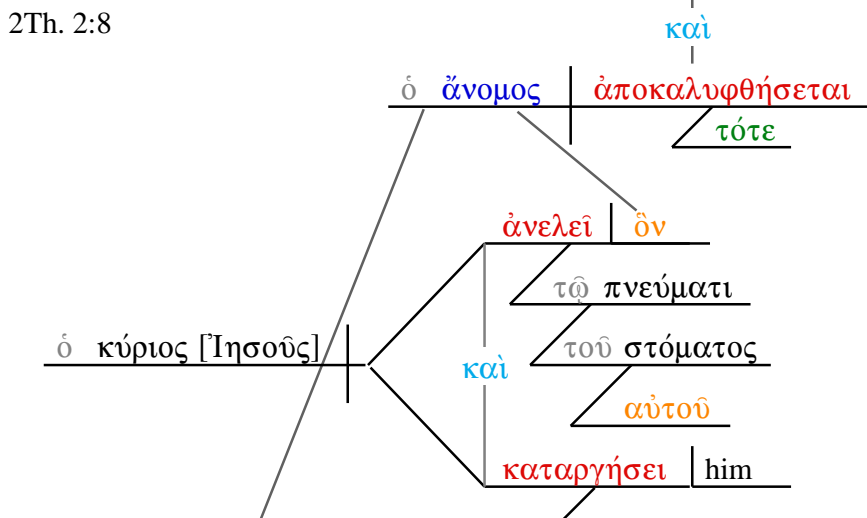 2Th. 2:8
καὶ
ὁ ἄνομος ἀποκαλυφθήσεται
τότε
ἀνελεῖ ὃν
τῷ πνεύματι
ὁ κύριος [Ἰησοῦς] καὶ τοῦ στόματος
αὐτοῦ
καταργήσει him